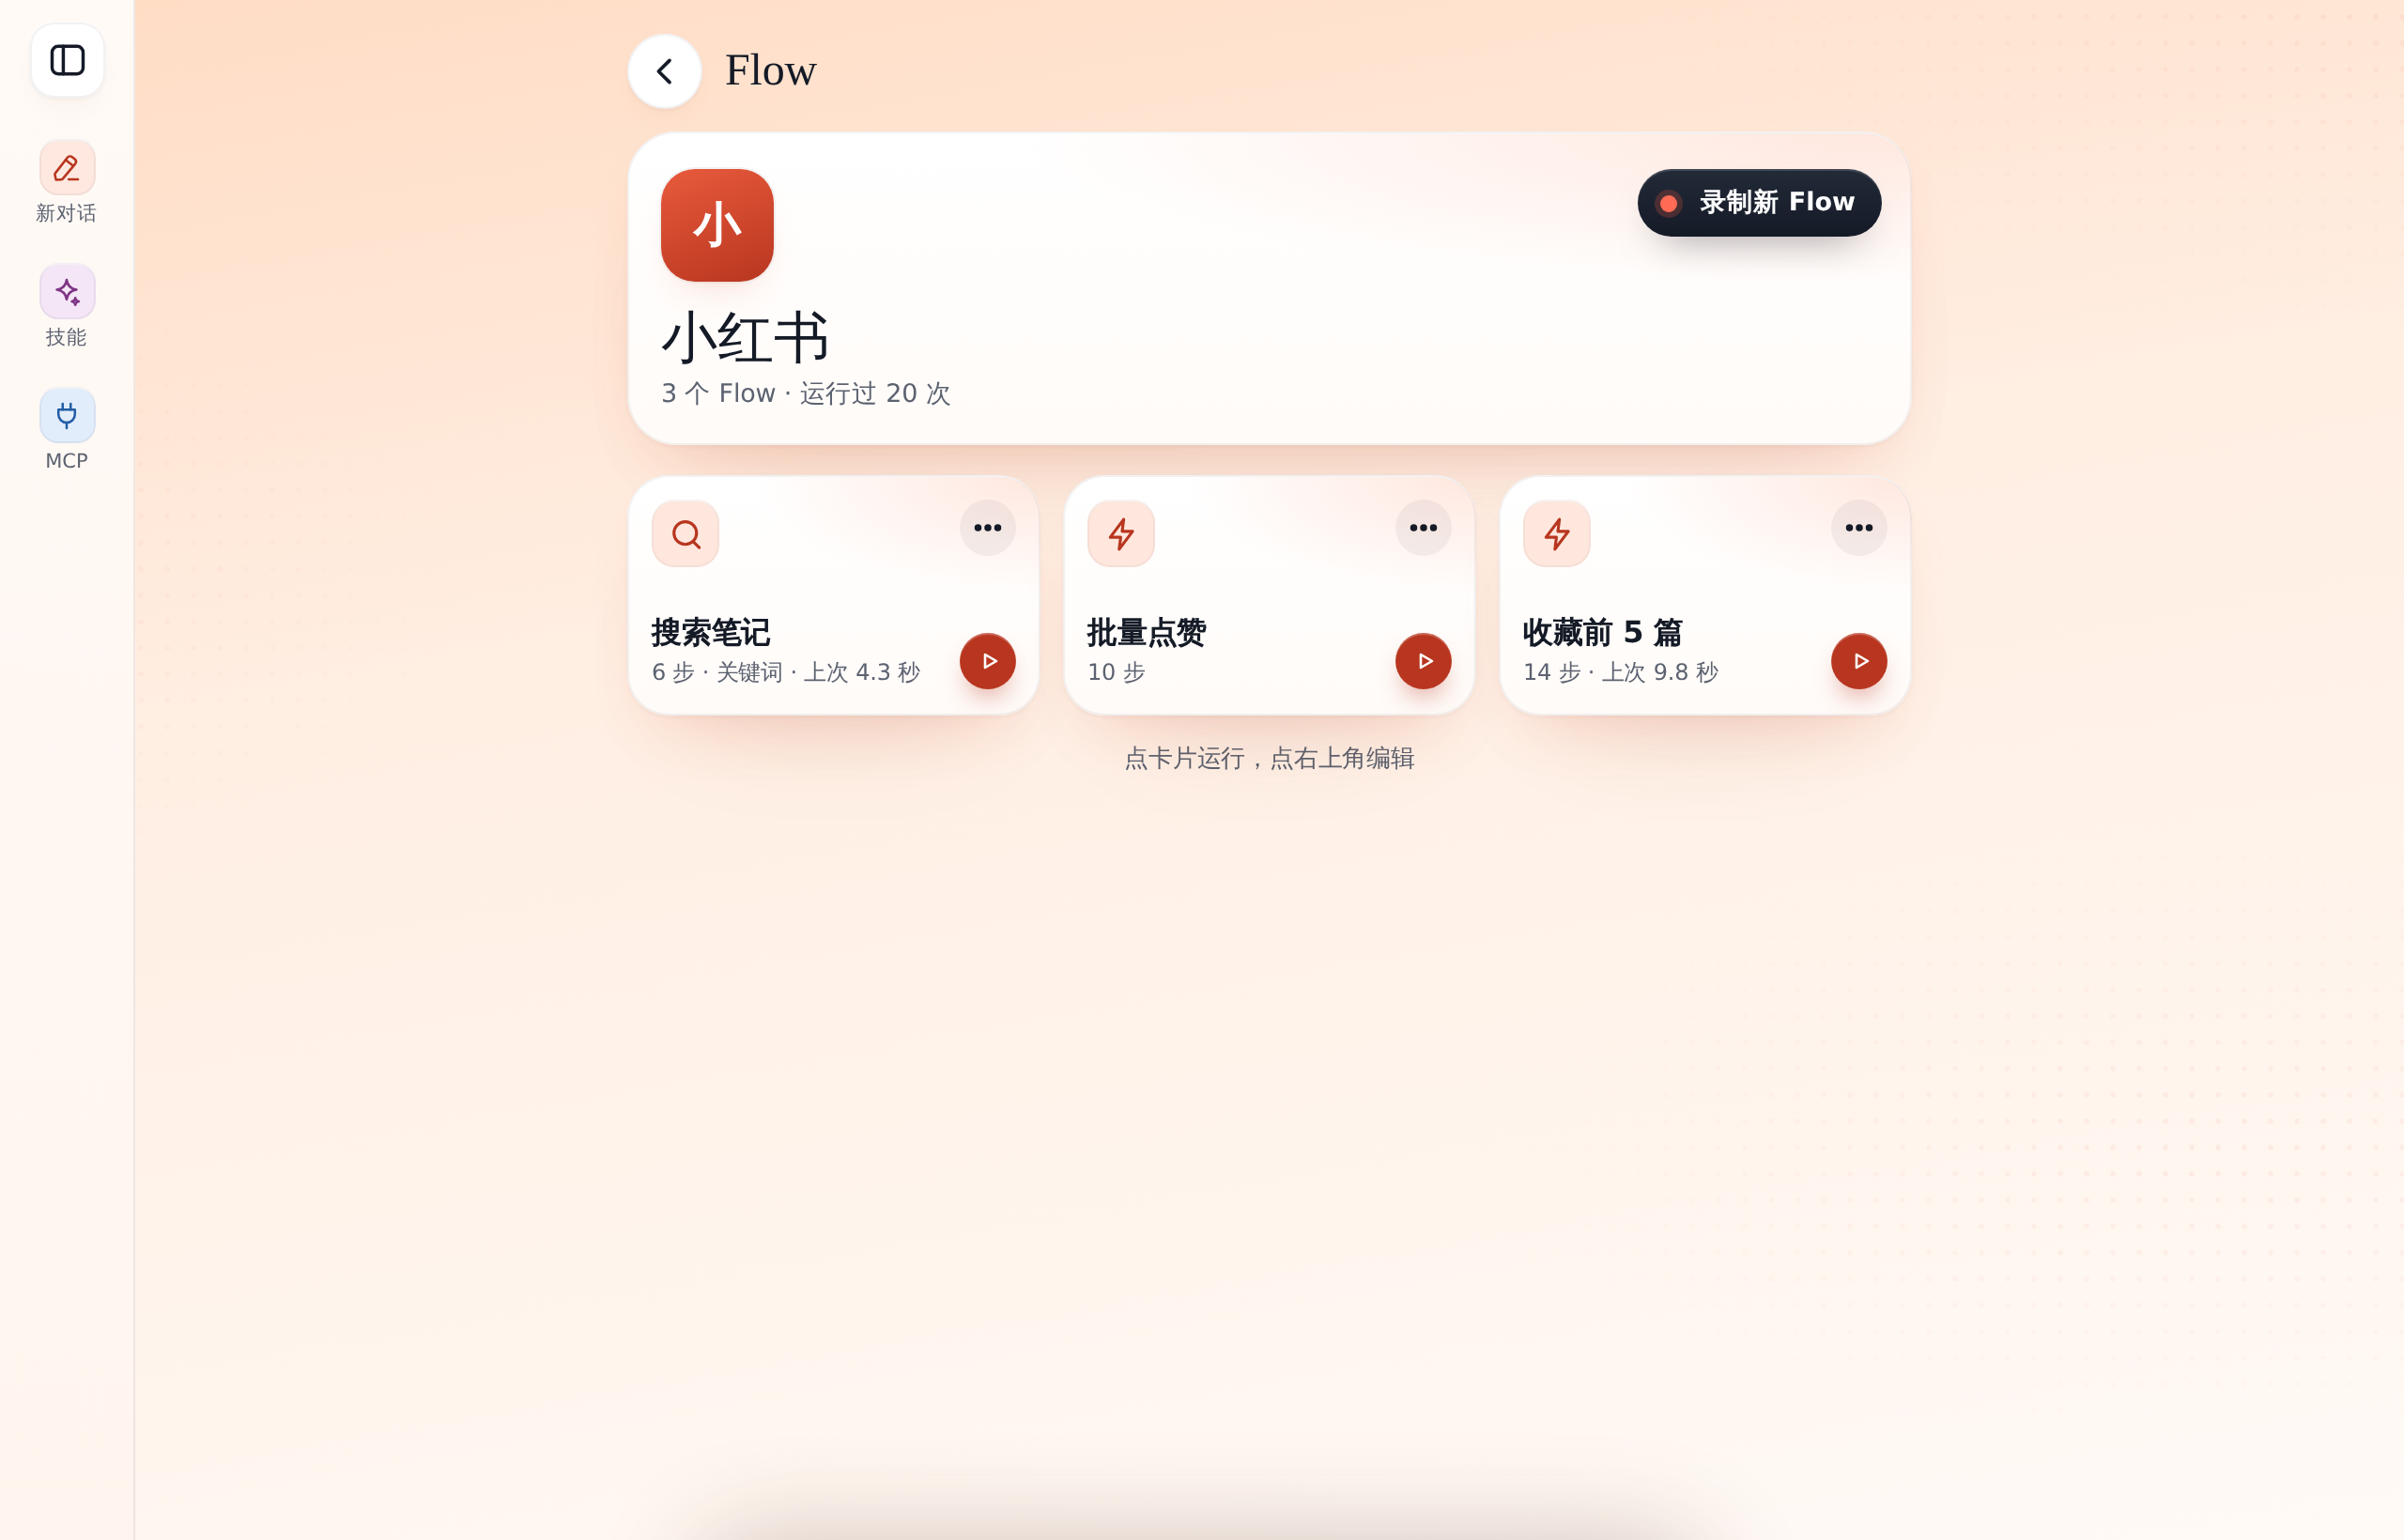 Flow
新对话
技能
MCP
小
录制新 Flow
小红书
3 个 Flow · 运行过 20 次
搜索笔记
6 步 · 关键词 · 上次 4.3 秒
批量点赞
10 步
收藏前 5 篇
14 步 · 上次 9.8 秒
点卡片运行，点右上角编辑